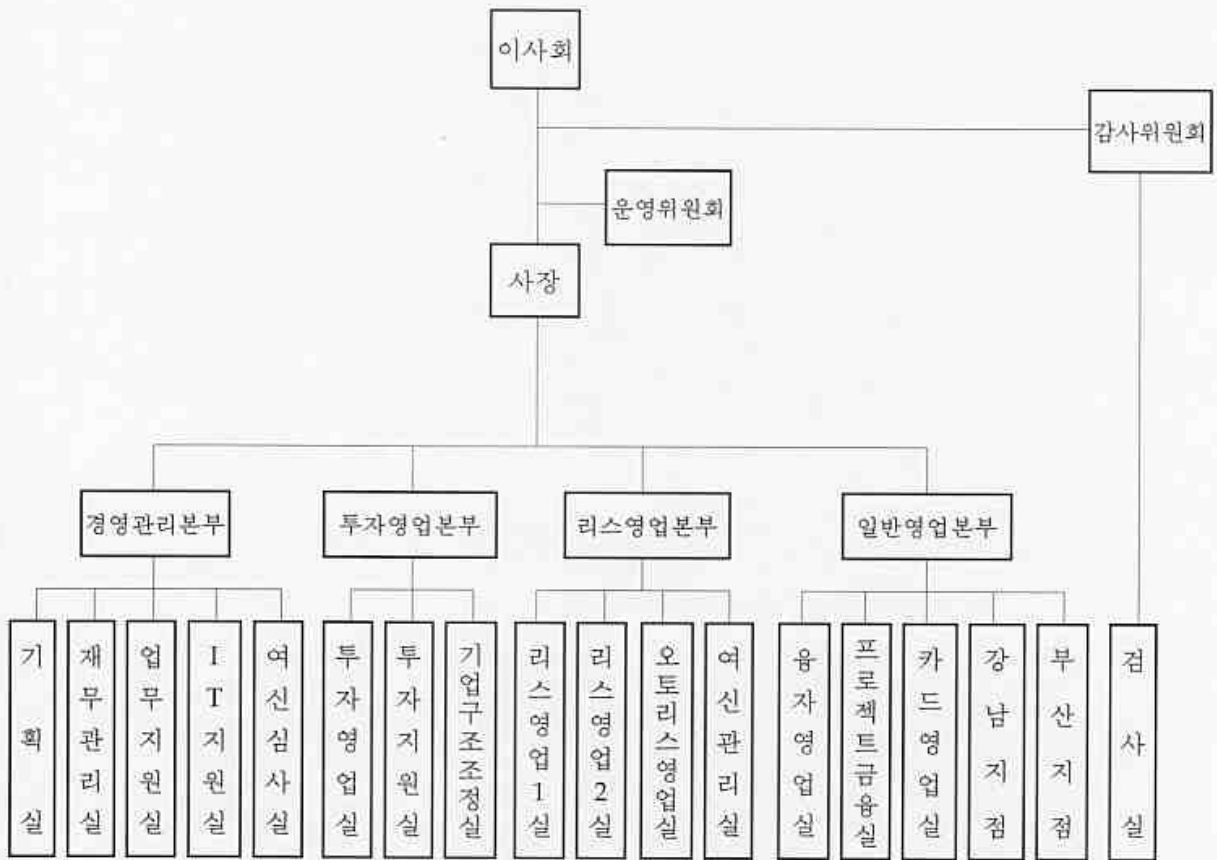 이사회
감사위원회
운영위원회
사장
경영관리본부
투자영업본부
리스영업본부
일반영업본부
기획실
재무관리실
업무지원실
IT지원실
여신심사실
투자영업실
투자지원실
기업구조조정실
리스영업1실
리스영업2실
오토리스영업실
여신관리실
융자영업실
프로젝트금융실
카드영업실
강남지점
부산지점
검사실